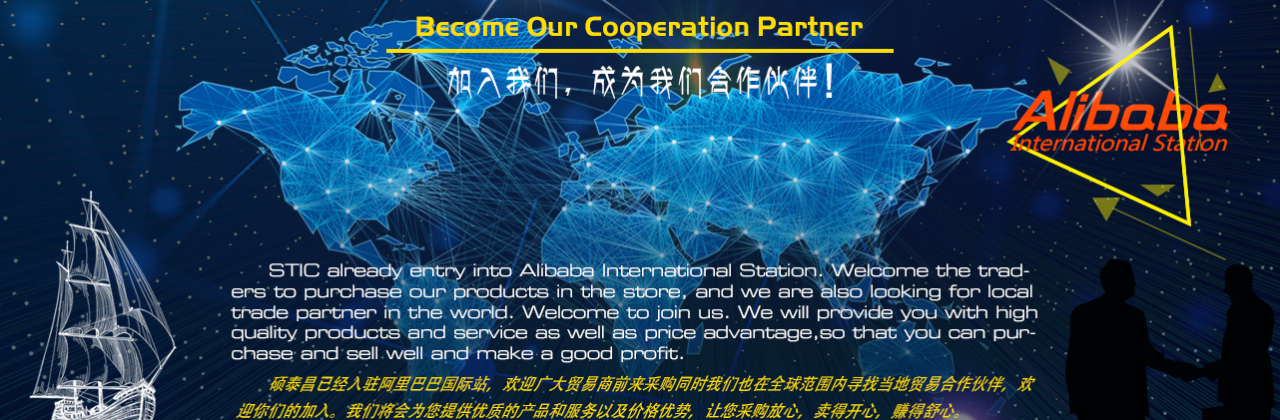 Become Our Cooperation Partner
加入我们，成为我们合作伙伴！
Alibaba
International Station
STIC already entry into Alibaba International Station. Welcome the trad-
ers to purchase our products in the store, and we are also looking for local
trade partner in the world. Welcome to join us. We will provide you with high
quality products and service as well as price advantage,so that you can pur-
chase and sell well and make a good profit.
硕泰昌已经入驻阿里巴巴国际站，欢迎广大贸易商前来采购同时我们也在全球范围内寻找当地贸易合作伙伴，欢
迎你们的加入。我们将会为您提供优质的产品和服务以及价格优势，让您采购放心，卖得开心，赚得舒心。